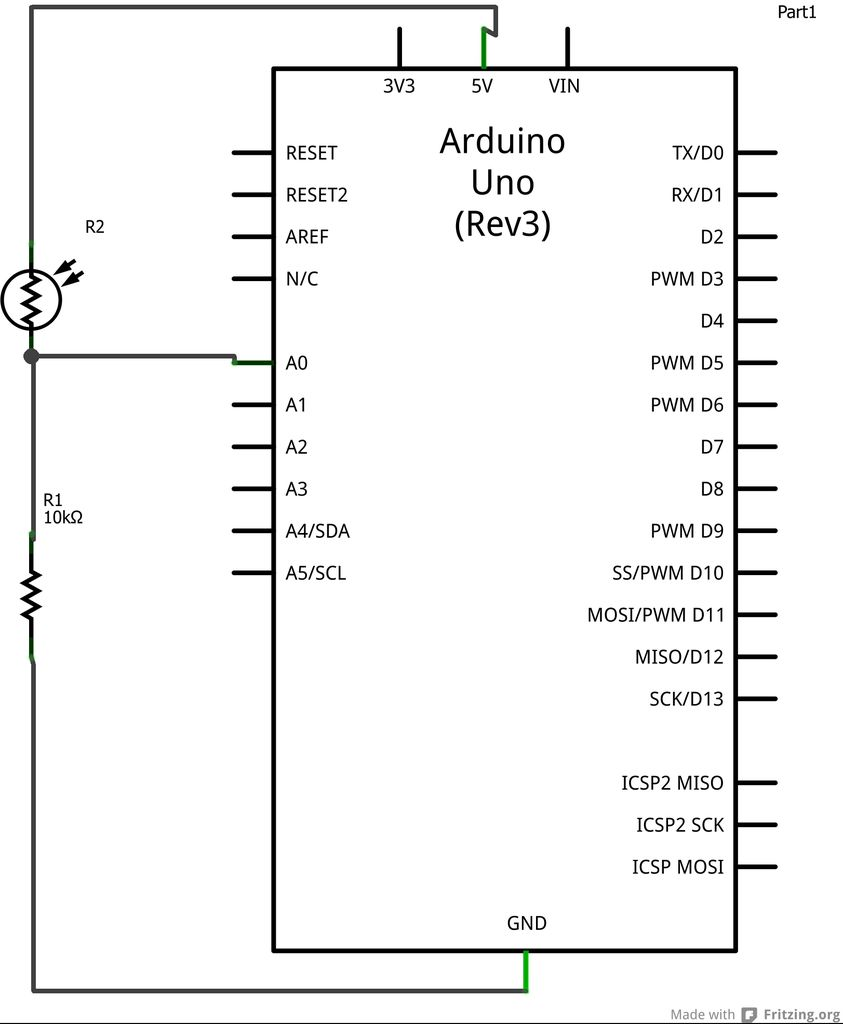 Part1
3V3
5V
VIN
Arduino
Uno
(Rev3)
RESET
RESET2
AREF
N/C
A0
A1
A2
A3
A4/SDA
A5/SCL
TX/D0
RX/D1
D2
PWM D3
D4
PWM D5
PWM D6
D7
D8
PWM D9
SS/PWM D10
MOSI/PWM D11
MISO/D12
SCK/D13
ICSP2 MISO
ICSP2 SCK
ICSP MOSI
GND
R2
R1
10kΩ
Made with Fritzing.org